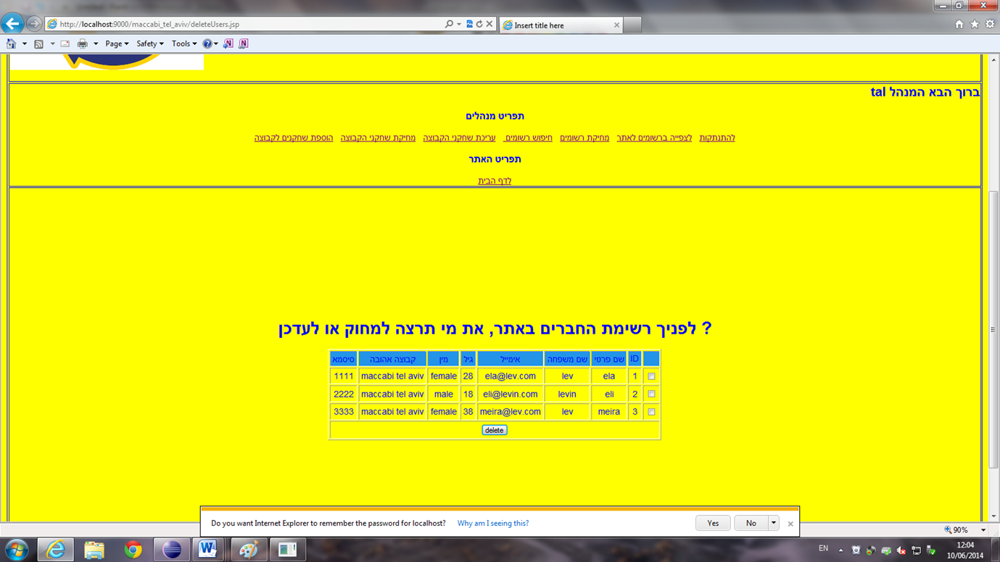 http://localhost:9000/maccabi_tel_aviv/deleteUsers.jsp
Insert title here
Page Safety Tools
ברוך הבא המנהל tal
תפריט מנהלים
להתנתקות לצפייה ברשומים לאתר מחיקת רשומים חיפוש רשומים עריכת שחקני הקבוצה מחיקת שחקני הקבוצה הוספת שחקנים לקבוצה
תפריט האתר
לדף הבית
? לפניך רשימת החברים באתר, את מי תרצה למחוק או לעדכן
ID שם פרטי שם משפחה אימייל גיל מין קבוצה אהובה סיסמא
1 ela lev ela@lev.com 28 female maccabi tel aviv 1111
2 eli levin eli@levin.com 18 male maccabi tel aviv 2222
3 meira lev meira@lev.com 38 female maccabi tel aviv 3333
delete
Do you want Internet Explorer to remember the password for localhost? Why am I seeing this? Yes No
90%
EN 12:04
10/06/2014